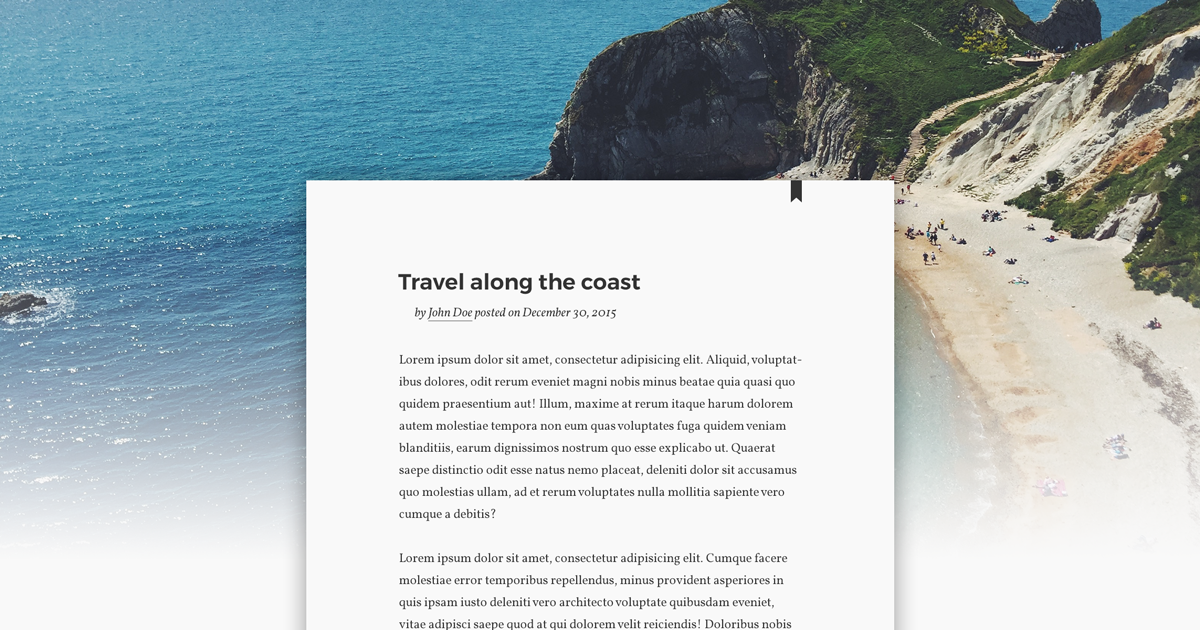 Travel along the coast
by John Doe posted on December 30, 2015
Lorem ipsum dolor sit amet, consectetur adipisicing elit. Aliquid, voluptat-
ibus dolores, odit rerum eveniet magni nobis minus beatae quia quasi quo
quidem praesentium aut! Illum, maxime at rerum itaque harum dolorem
autem molestiae tempora non eum quas voluptates fuga quidem veniam
blanditiis, earum dignissimos nostrum quo esse explicabo ut. Quaerat
saepe distinctio odit esse natus nemo placeat, deleniti dolor sit accusamus
quo molestias ullam, ad et rerum voluptates nulla mollitia sapiente vero
cumque a debitis?
Lorem ipsum dolor sit amet, consectetur adipisicing elit. Cumque facere
molestiae error temporibus repellendus, minus provident asperiores in
quis ipsam iusto deleniti vero architecto voluptate quibusdam eveniet,
vitae adipisci saepe quod at qui dolorem velit reiciendis! Doloribus nobis